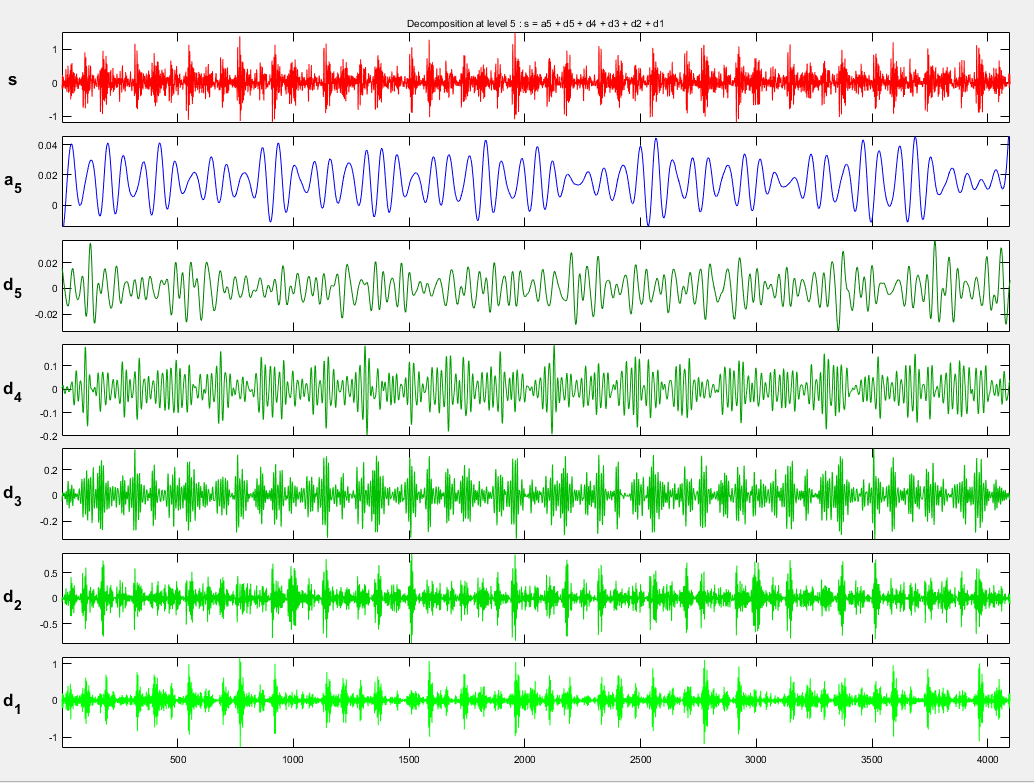 Decomposition at level 5 : s = a5 + d5 + d4 + d3 + d2 + d1
s
1
0
-1
a5
0.04
0.02
0
d5
0.02
0
-0.02
d4
0.1
0
-0.1
-0.2
d3
0.2
0
-0.2
d2
0.5
0
-0.5
d1
1
0
-1
500 1000 1500 2000 2500 3000 3500 4000